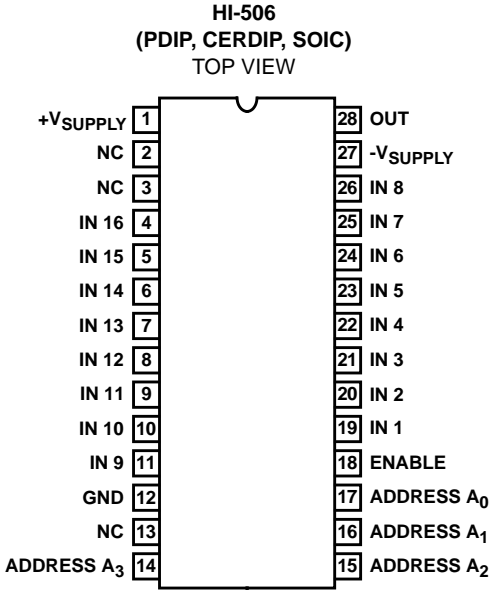 HI-506
(PDIP, CERDIP, SOIC)
TOP VIEW
+VSUPPLY 1 28 OUT
NC 2 27 -VSUPPLY
NC 3 26 IN 8
IN 16 4 25 IN 7
IN 15 5 24 IN 6
IN 14 6 23 IN 5
IN 13 7 22 IN 4
IN 12 8 21 IN 3
IN 11 9 20 IN 2
IN 10 10 19 IN 1
IN 9 11 18 ENABLE
GND 12 17 ADDRESS A0
NC 13 16 ADDRESS A1
ADDRESS A3 14 15 ADDRESS A2